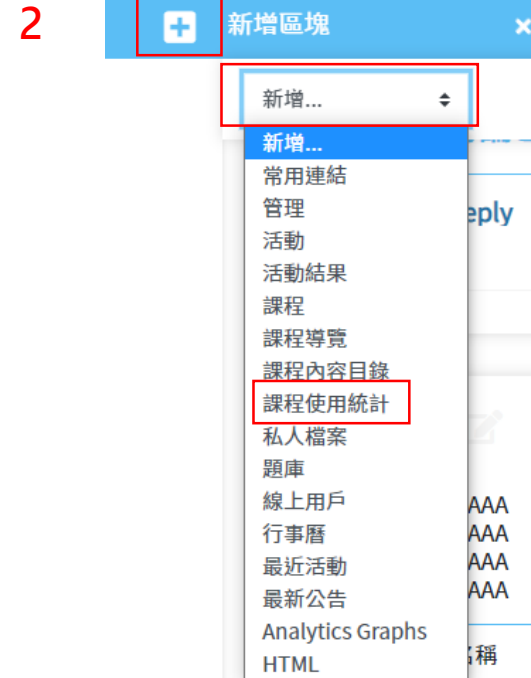 2
新增區塊
新增...
新增...
常用連結
管理
eply
活動
活動結果
課程
課程導覽
課程內容目錄
課程使用統計
私人檔案
題庫
線上用戶
AAA
行事曆
AAA
最近活動
AAA
最新公告
AAA
Analytics Graphs
稱
HTML